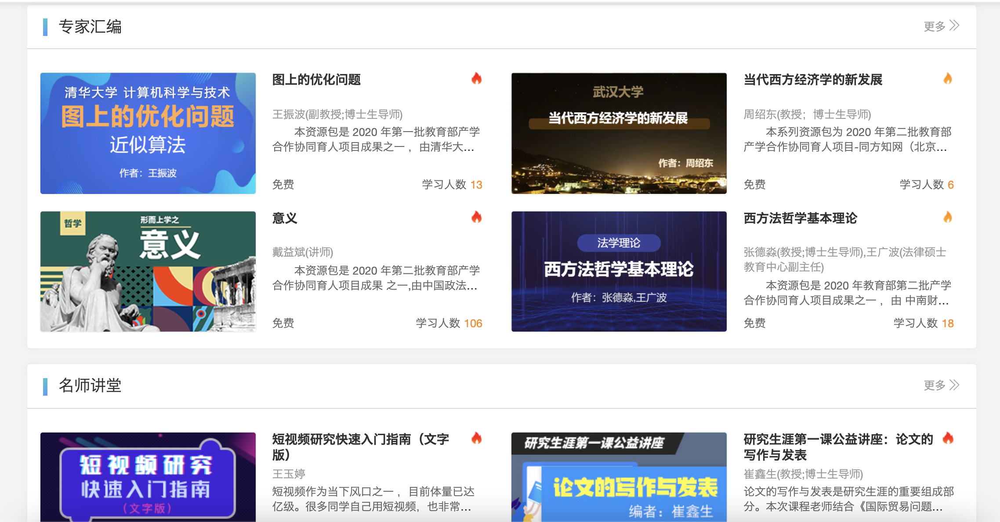 专家汇编
更多
清华大学 计算机科学与技术
图上的优化问题
近似算法
作者：王振波
图上的优化问题
王振波(副教授;博士生导师)
本资源包是 2020 年第一批教育部产学
合作协同育人项目成果之一， 由清华大...
免费
学习人数 13
武汉大学
当代西方经济学的新发展
作者：周绍东
当代西方经济学的新发展
周绍东(教授；博士生导师)
本系列资源包为 2020 年第二批教育部
产学合作协同育人项目-同方知网（北京...
免费
学习人数 6
哲学
形而上学之
意义
意义
戴益斌(讲师)
本资源包是 2020 年第二批教育部产学
合作协同育人项目成果 之一,由中国政法...
免费
学习人数 106
法学理论
西方法哲学基本理论
作者：张德淼,王广波
西方法哲学基本理论
张德淼(教授;博士生导师),王广波(法律硕士
教育中心副主任)
本资源包是 2020 年教育部第二批产学
合作协同育人项目成果之一， 由 中南财...
免费
学习人数 18
名师讲堂
更多
短视频研究
快速入门指南
（文字版）
短视频研究快速入门指南（文字
版）
王玉婷
短视频作为当下风口之一， 目前体量已达
亿级。很多同学自己用短视频，也非常...
研究生涯第一课公益讲座
论文的写作与发表
编者：崔鑫生
研究生涯第一课公益讲座：论文的
写作与发表
崔鑫生(教授;博士生导师)
论文的写作与发表是研究生涯的重要组成部
分。本次课程老师结合《国际贸易问题...